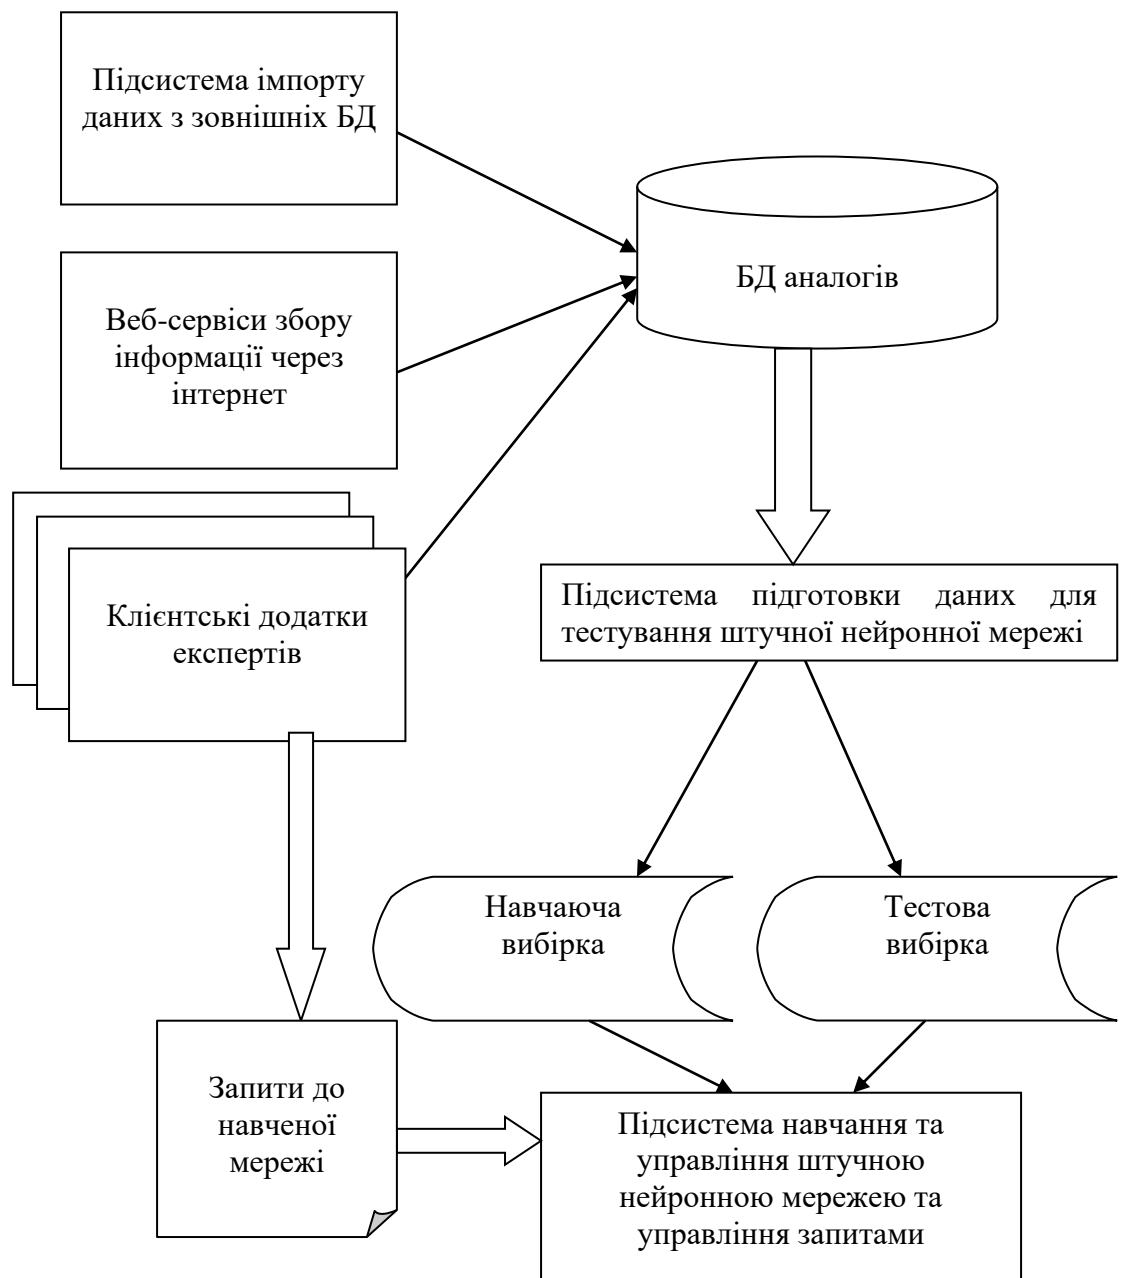 Підсистема імпорту
даних з зовнішніх БД
БД аналогів
Веб-сервіси збору
інформації через
інтернет
Клієнтські додатки
експертів
Підсистема підготовки даних для
тестування штучної нейронної мережі
Навчаюча
вибірка
Тестова
вибірка
Запити до
навченої
мережі
Підсистема навчання та
управління штучною
нейронною мережею та
управління запитами